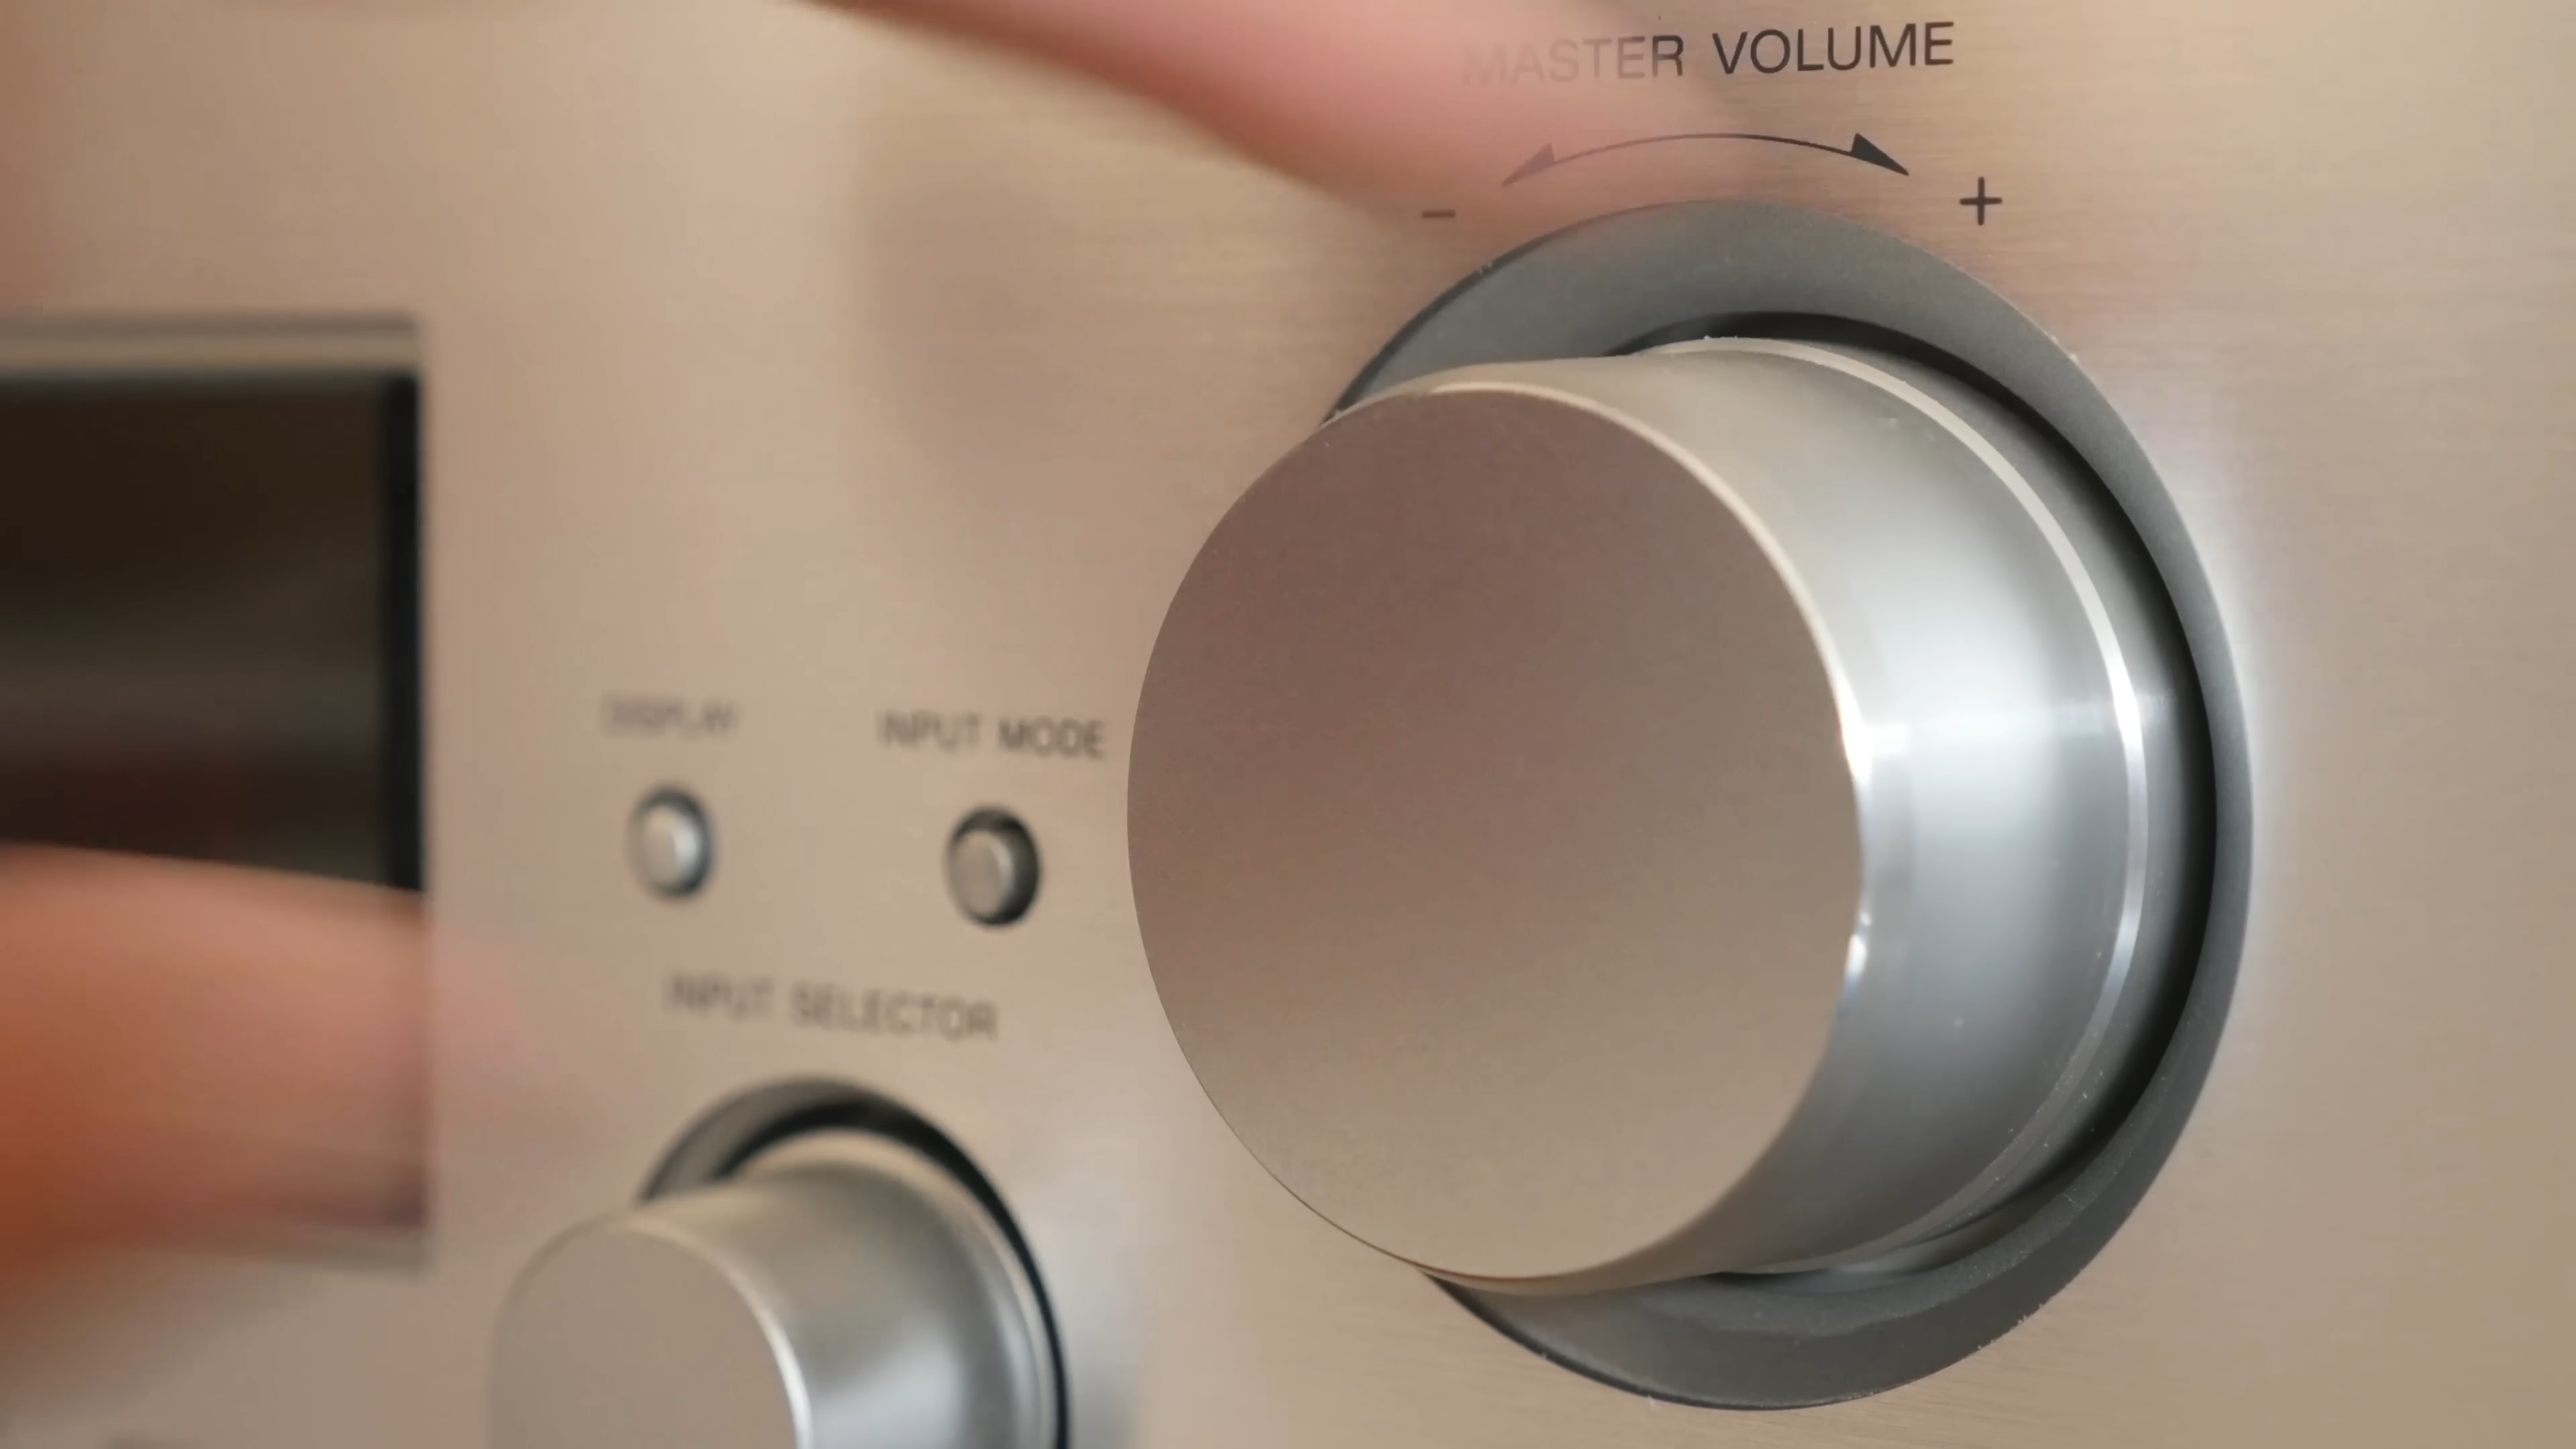 MASTER VOLUME
- +
DISPLAY
INPUT MODE
INPUT SELECTOR